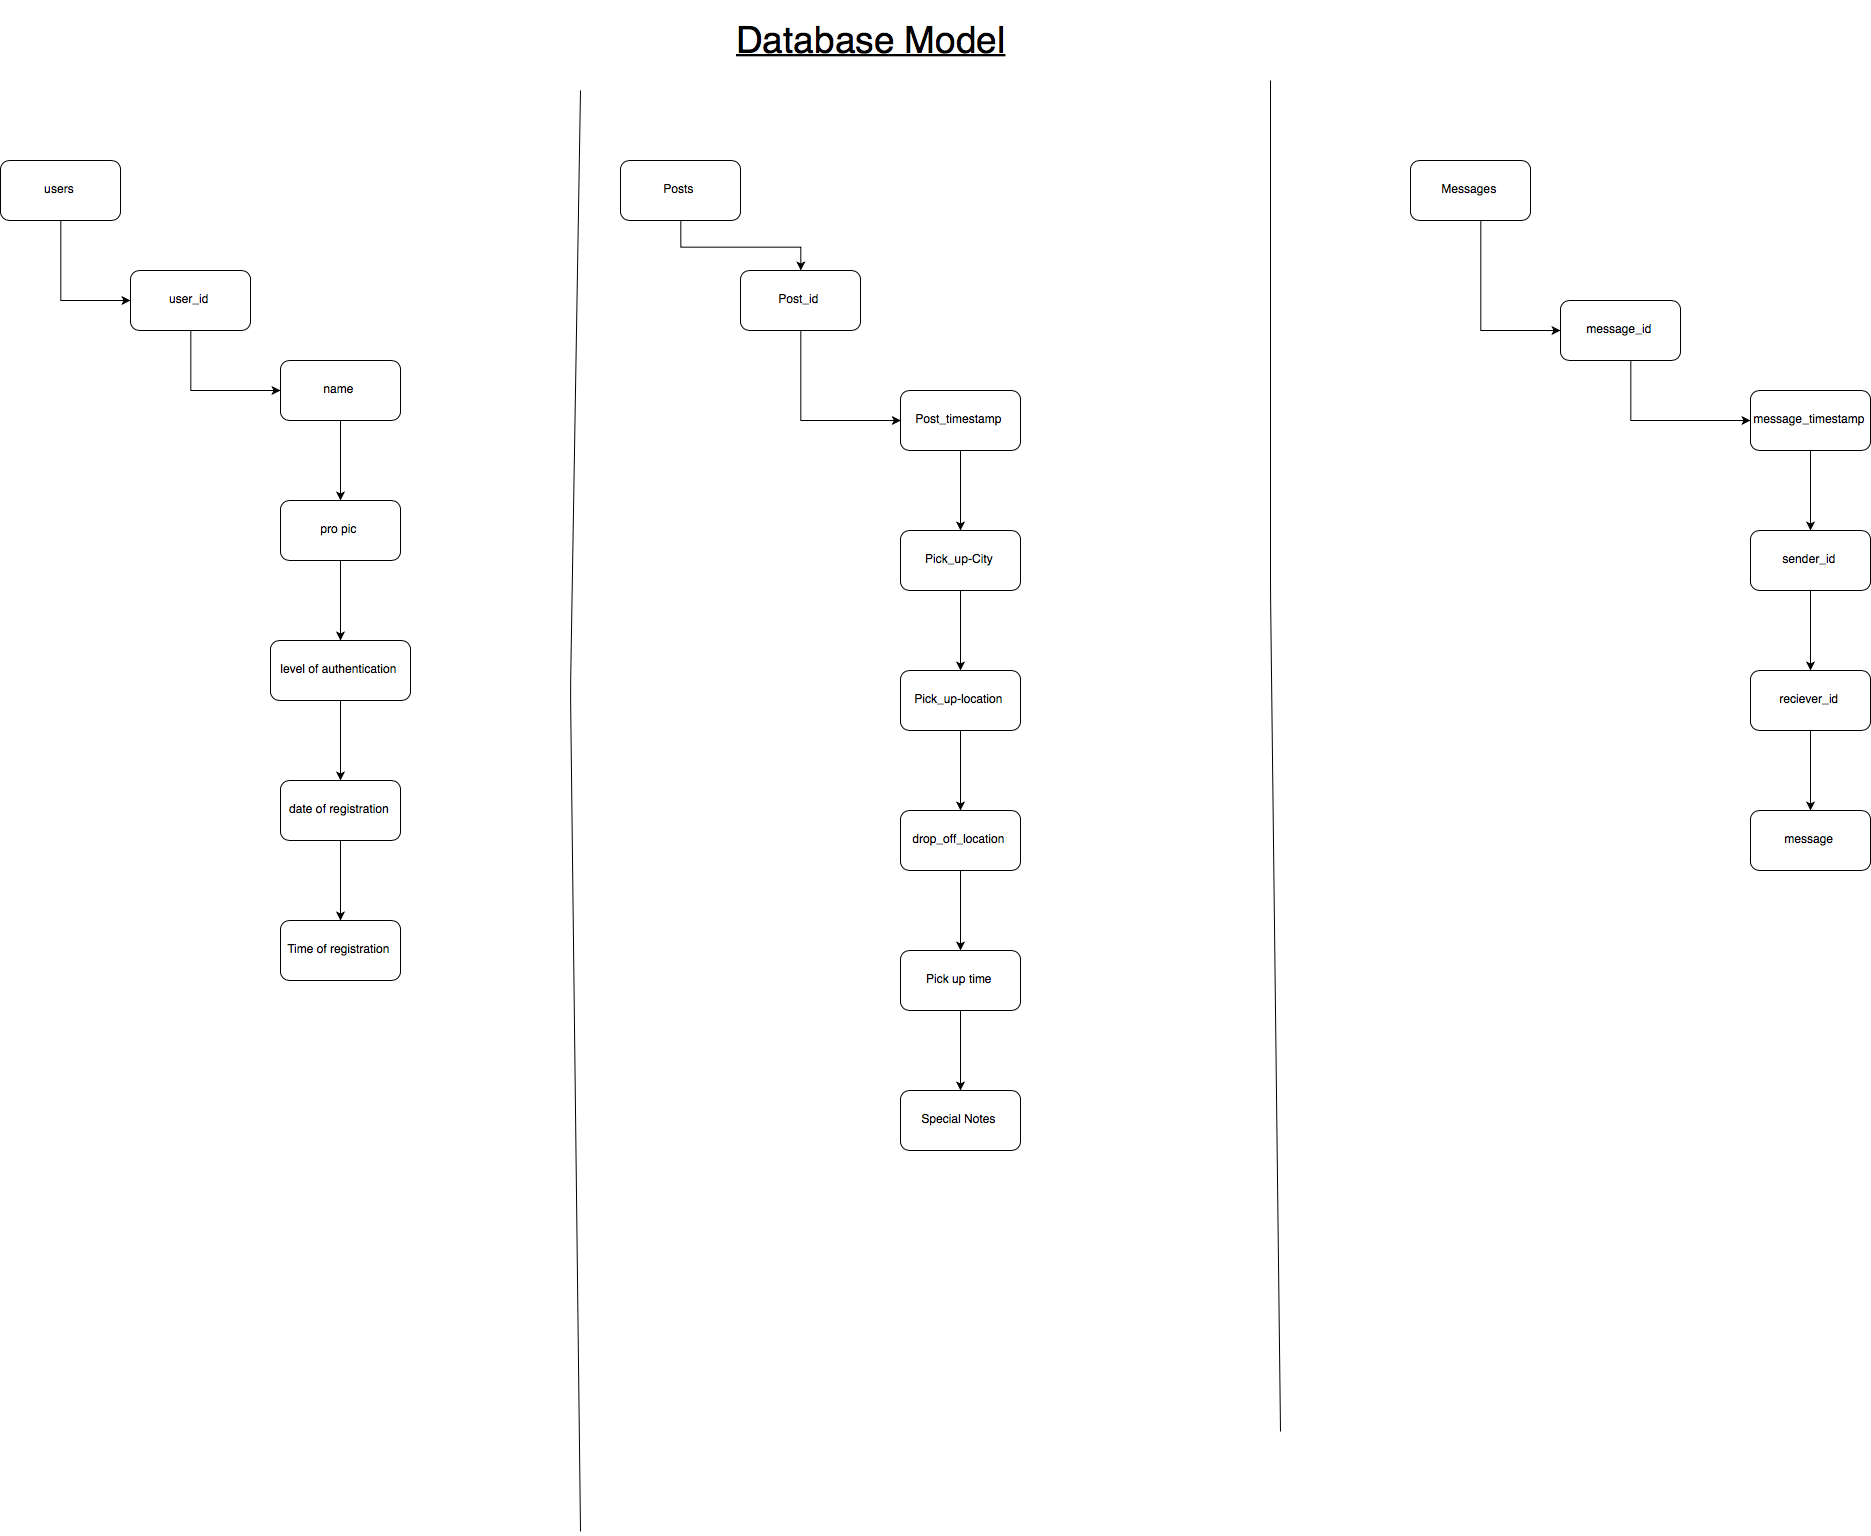 Database Model
users
user_id
name
pro pic
level of authentication
date of registration
Time of registration
Posts
Post_id
Post_timestamp
Pick_up-City
Pick_up-location
drop_off_location
Pick up time
Special Notes
Messages
message_id
message_timestamp
sender_id
reciever_id
message